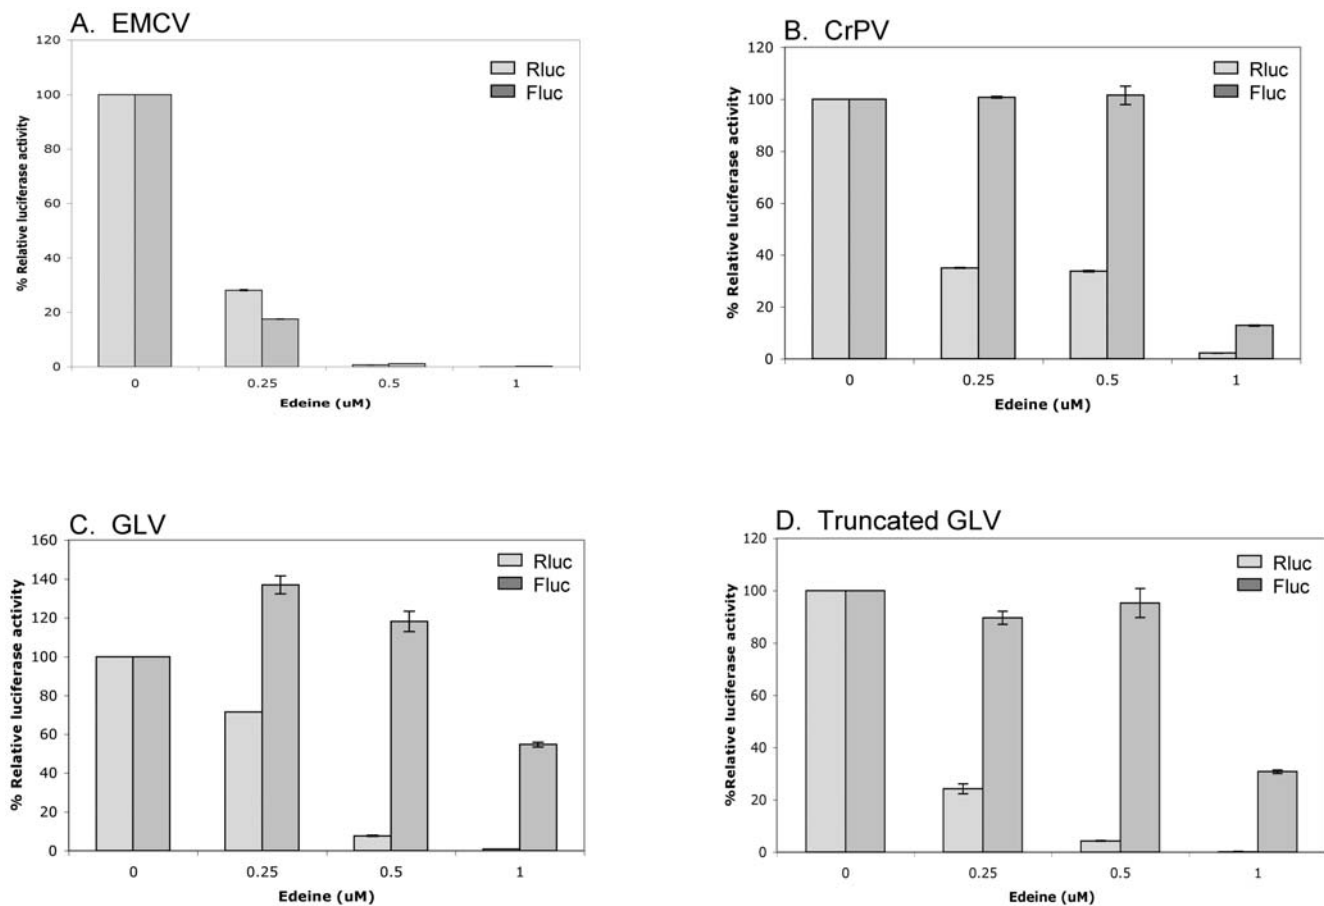 A. EMCV
120
100
80
60
40
20
0
% Relative luciferase activity
Rluc
Fluc
0 0.25 0.5 1
Edeine (uM)
B. CrPV
120
100
80
60
40
20
0
% Relative luciferase activity
Rluc
Fluc
0 0.25 0.5 1
Edeine (uM)
C. GLV
160
140
120
100
80
60
40
20
0
% Relative luciferase activity
Rluc
Fluc
0 0.25 0.5 1
Edeine (uM)
D. Truncated GLV
120
100
80
60
40
20
0
%Relative luciferase activity
Rluc
Fluc
0 0.25 0.5 1
Edeine (uM)